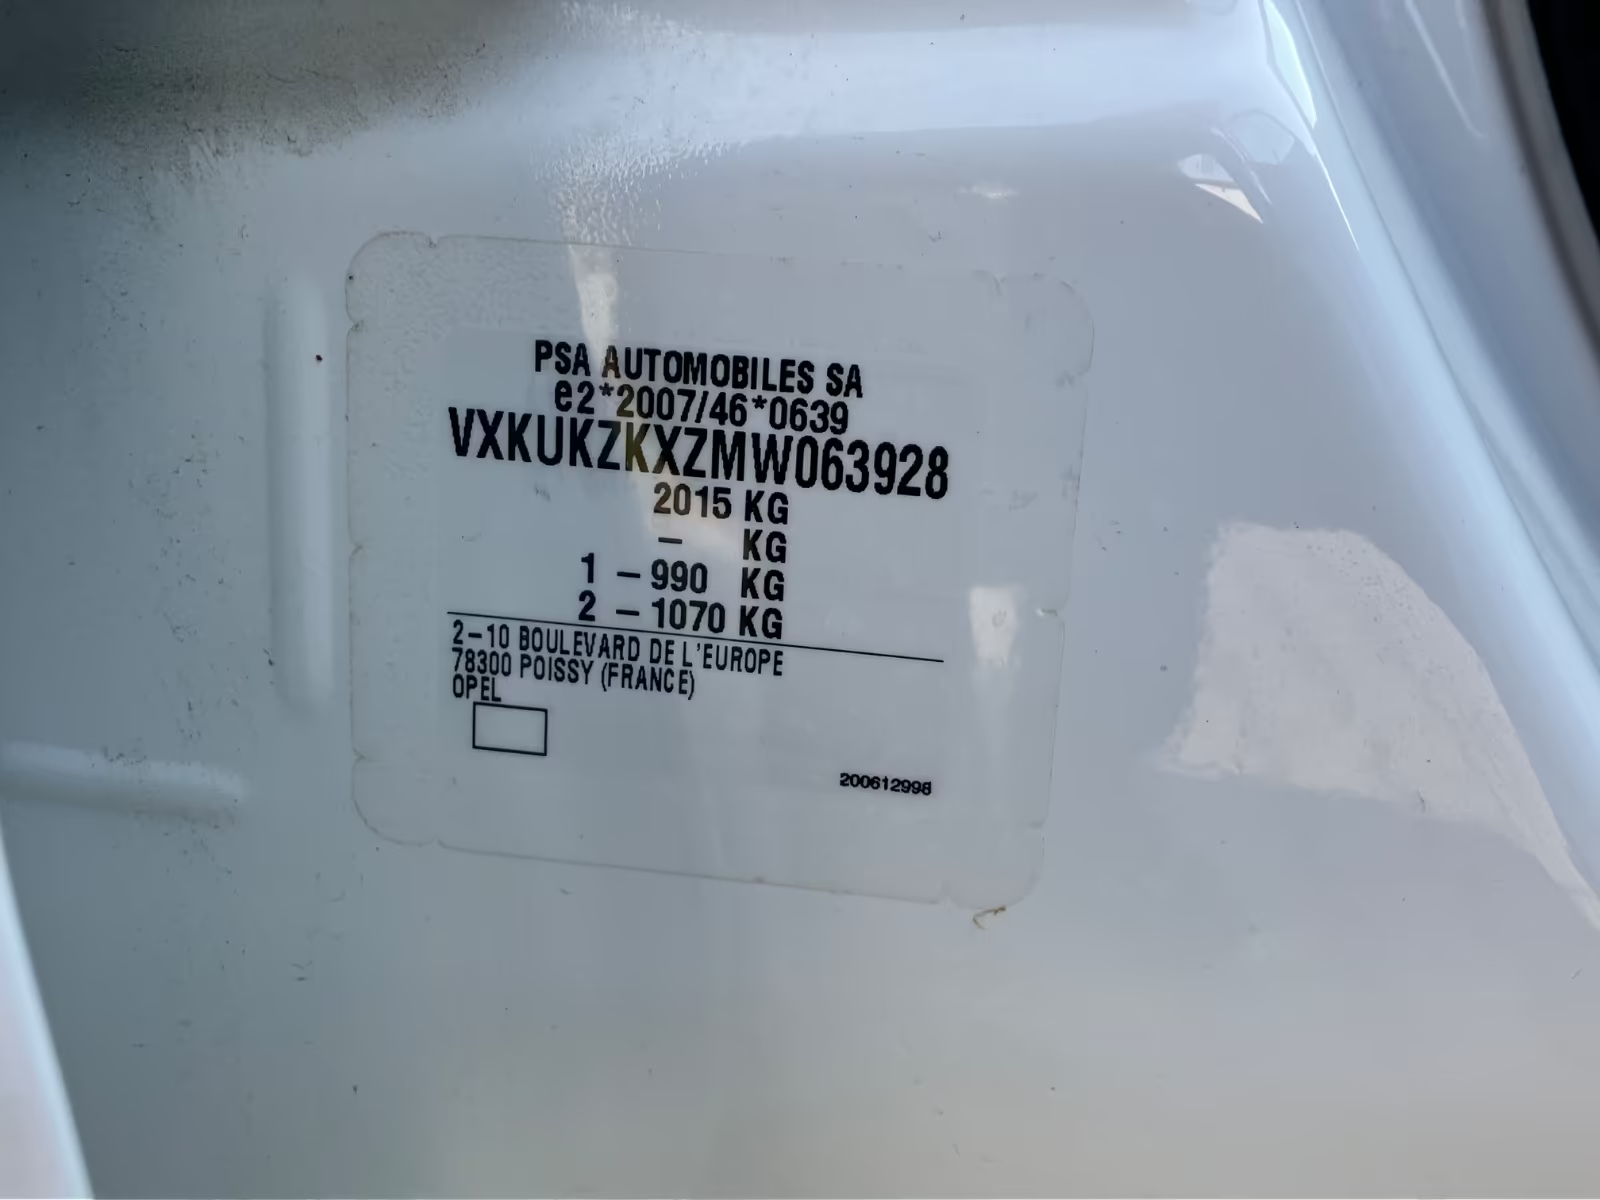 PSA AUTOMOBILES SA
e2*2007/46*0639
VXKUKZKXZMW063928
2015 KG
– KG
1 – 990 KG
2 – 1070 KG
2–10 BOULEVARD DE L'EUROPE
78300 POISSY (FRANCE)
OPEL
200612998